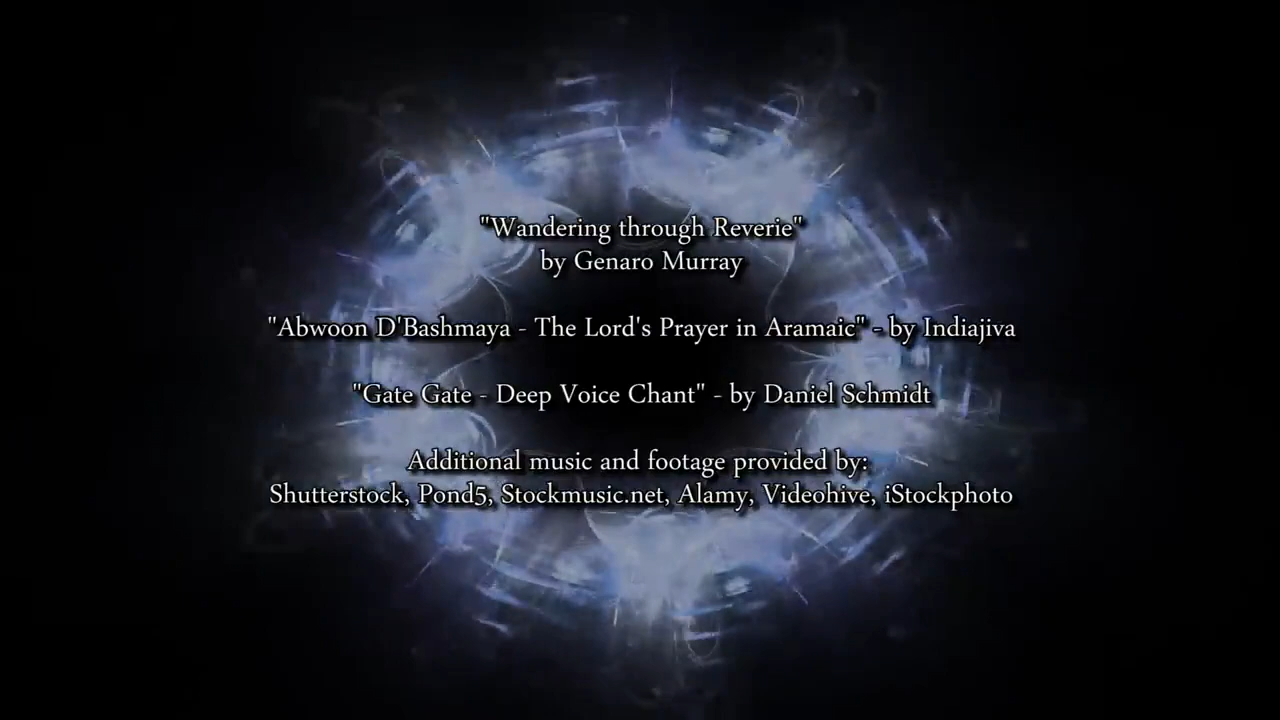 "Wandering through Reverie"
by Genaro Murray
"Abwoon D'Bashmaya - The Lord's Prayer in Aramaic" - by Indiajiva
"Gate Gate - Deep Voice Chant" - by Daniel Schmidt
Additional music and footage provided by:
Shutterstock, Pond5, Stockmusic.net, Alamy, Videohive, iStockphoto